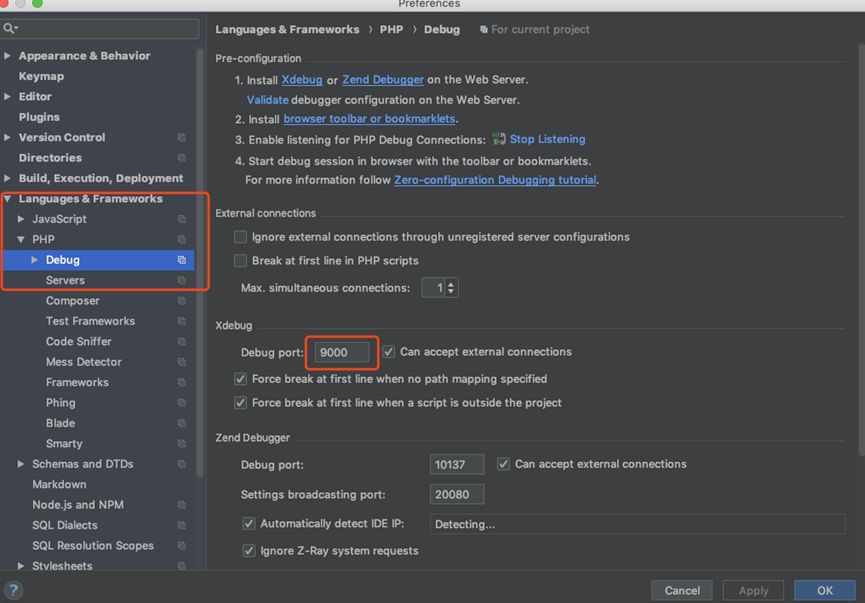 Preferences
Languages & Frameworks › PHP › Debug For current project
Appearance & Behavior
Keymap
Editor
Plugins
Version Control
Directories
Build, Execution, Deployment
Languages & Frameworks
JavaScript
PHP
Debug
Servers
Composer
Test Frameworks
Code Sniffer
Mess Detector
Frameworks
Phing
Blade
Smarty
Schemas and DTDs
Markdown
Node.js and NPM
SQL Dialects
SQL Resolution Scopes
Stylesheets
Pre-configuration
1. Install Xdebug or Zend Debugger on the Web Server.
Validate debugger configuration on the Web Server.
2. Install browser toolbar or bookmarklets.
3. Enable listening for PHP Debug Connections: Stop Listening
4. Start debug session in browser with the toolbar or bookmarklets.
For more information follow Zero-configuration Debugging tutorial.
External connections
Ignore external connections through unregistered server configurations
Break at first line in PHP scripts
Max. simultaneous connections: 1
Xdebug
Debug port: 9000 Can accept external connections
Force break at first line when no path mapping specified
Force break at first line when a script is outside the project
Zend Debugger
Debug port: 10137 Can accept external connections
Settings broadcasting port: 20080
Automatically detect IDE IP: Detecting...
Ignore Z-Ray system requests
?
Cancel
Apply
OK